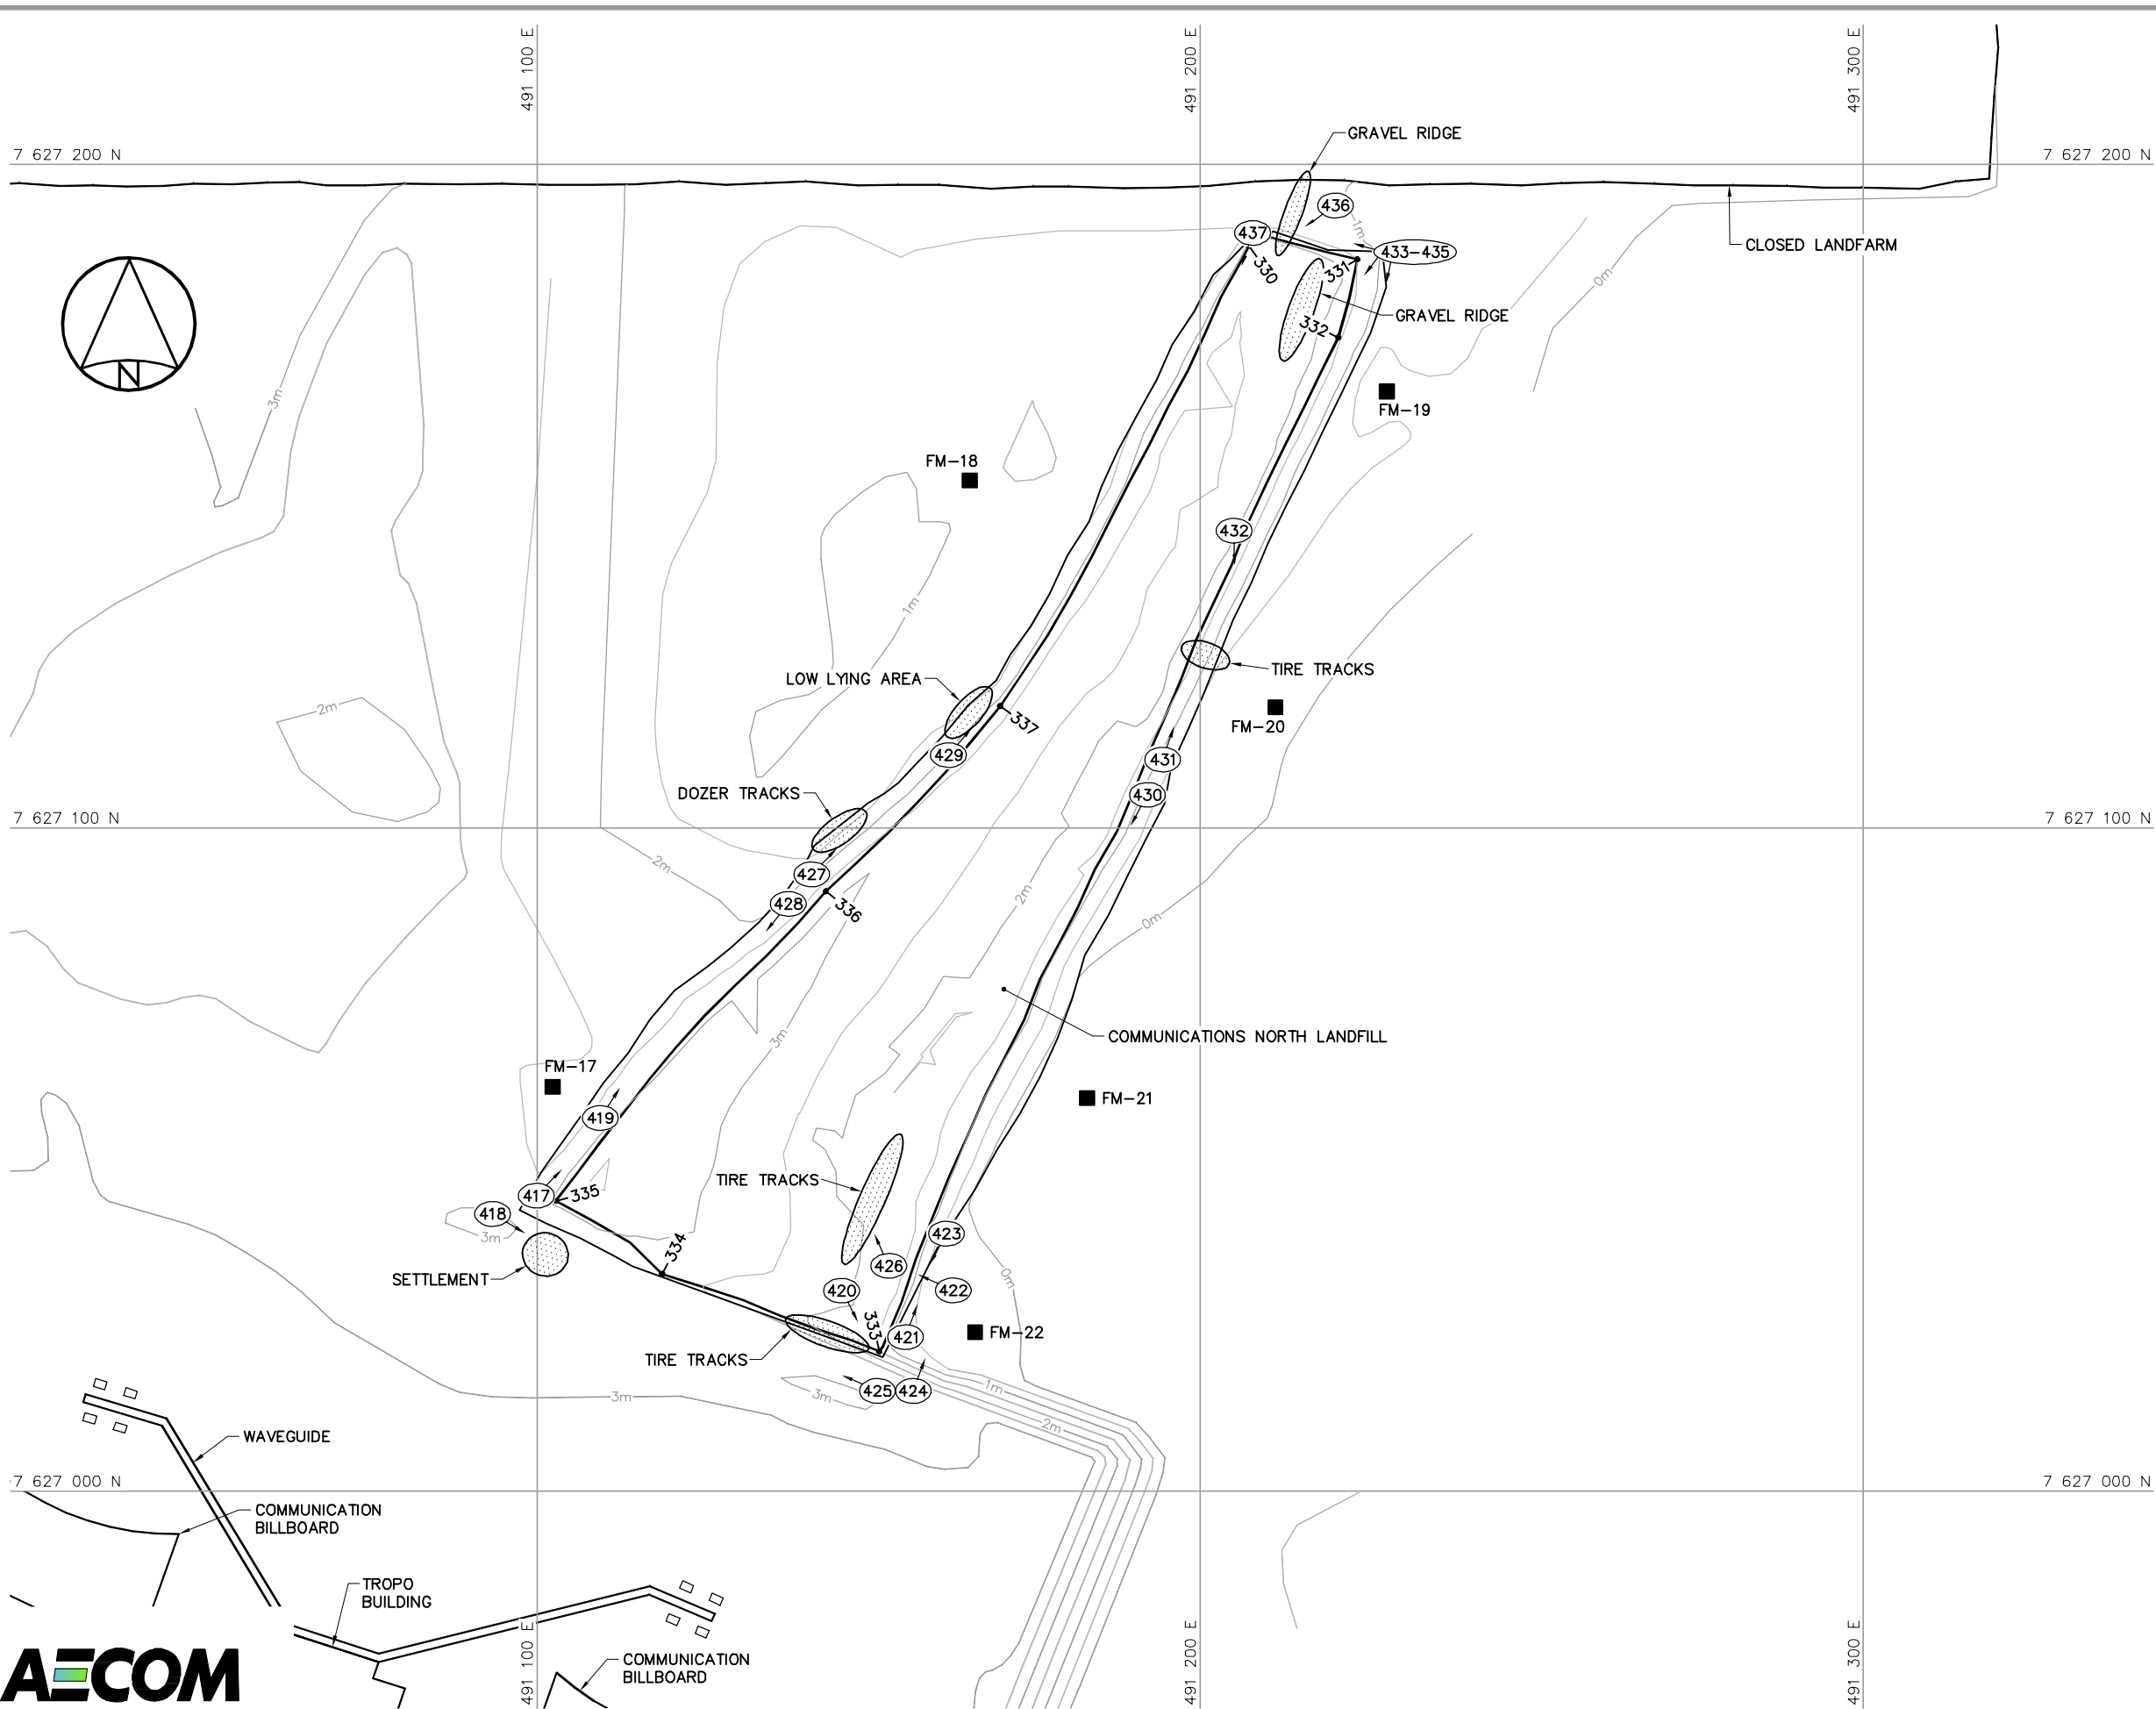 491 100 E
491 200 E
491 300 E
GRAVEL RIDGE
7 627 200 N
7 627 200 N
436
1m
437
433-435
CLOSED LANDFARM
330
331
0m
GRAVEL RIDGE
332
N
3m
FM-19
FM-18
432
1m
TIRE TRACKS
LOW LYING AREA
2m
337
FM-20
429
431
DOZER TRACKS
430
7 627 100 N
7 627 100 N
2m
427
428
336
2m
0m
3m
COMMUNICATIONS NORTH LANDFILL
FM-17
FM-21
419
TIRE TRACKS
417
335
418
3m
423
334
426
SETTLEMENT
0m
420
422
333
421
FM-22
TIRE TRACKS
1m
425
424
3m
3m
2m
WAVEGUIDE
7 627 000 N
7 627 000 N
COMMUNICATION
BILLBOARD
TROPO
BUILDING
491 100 E
491 200 E
491 300 E
COMMUNICATION
BILLBOARD
AECOM